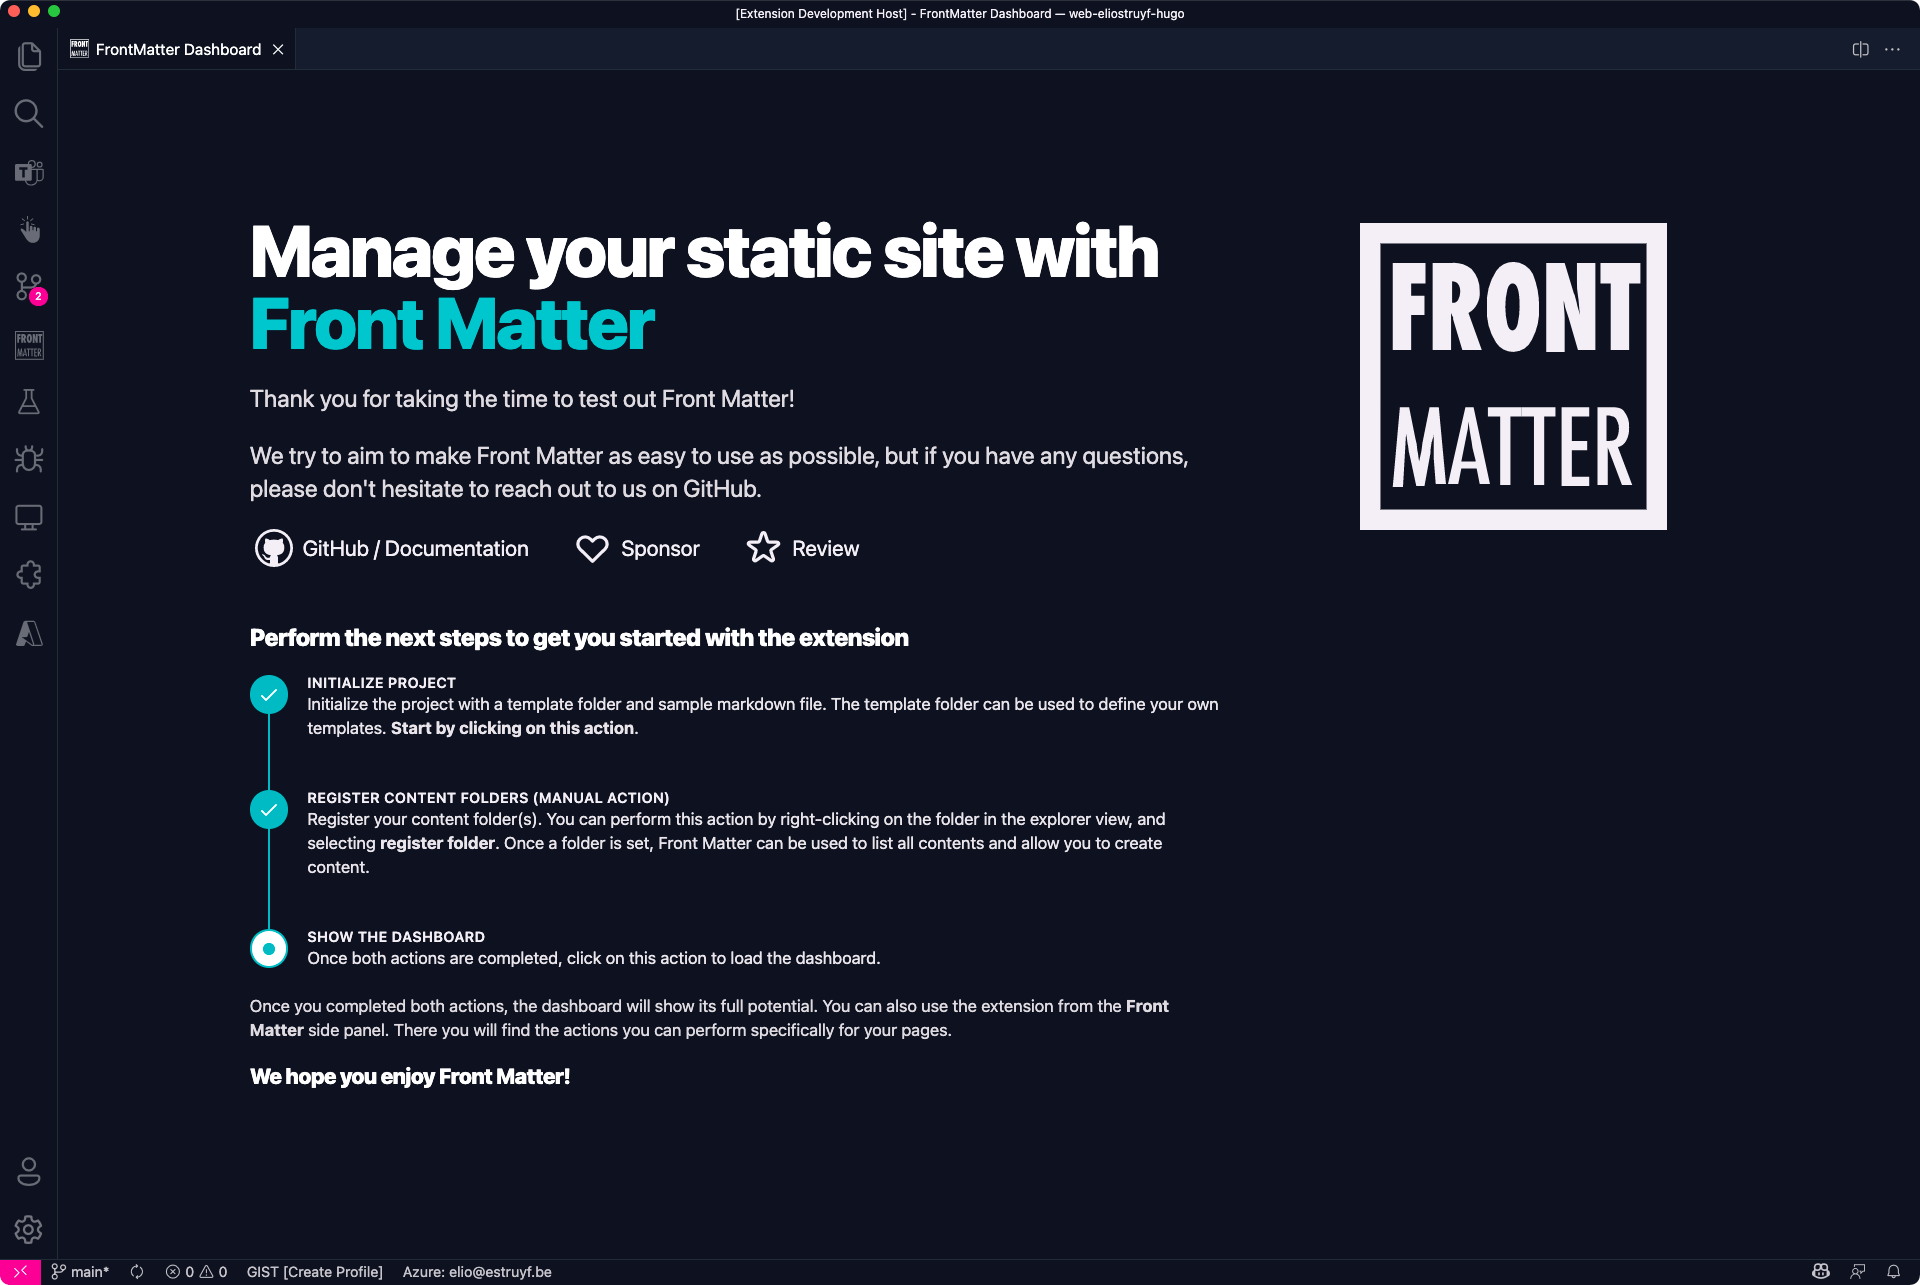 [Extension Development Host] - FrontMatter Dashboard — web-eliostruyf-hugo
FRONT
MATTER
FrontMatter Dashboard
2
FRONT
MATTER
Manage your static site with
Front Matter
Thank you for taking the time to test out Front Matter!
We try to aim to make Front Matter as easy to use as possible, but if you have any questions,
please don't hesitate to reach out to us on GitHub.
GitHub / Documentation
Sponsor
Review
FRONT
MATTER
Perform the next steps to get you started with the extension
INITIALIZE PROJECT
Initialize the project with a template folder and sample markdown file. The template folder can be used to define your own
templates. Start by clicking on this action.
REGISTER CONTENT FOLDERS (MANUAL ACTION)
Register your content folder(s). You can perform this action by right-clicking on the folder in the explorer view, and
selecting register folder. Once a folder is set, Front Matter can be used to list all contents and allow you to create
content.
SHOW THE DASHBOARD
Once both actions are completed, click on this action to load the dashboard.
Once you completed both actions, the dashboard will show its full potential. You can also use the extension from the Front
Matter side panel. There you will find the actions you can perform specifically for your pages.
We hope you enjoy Front Matter!
main*
0
0
GIST [Create Profile]
Azure: elio@estruyf.be